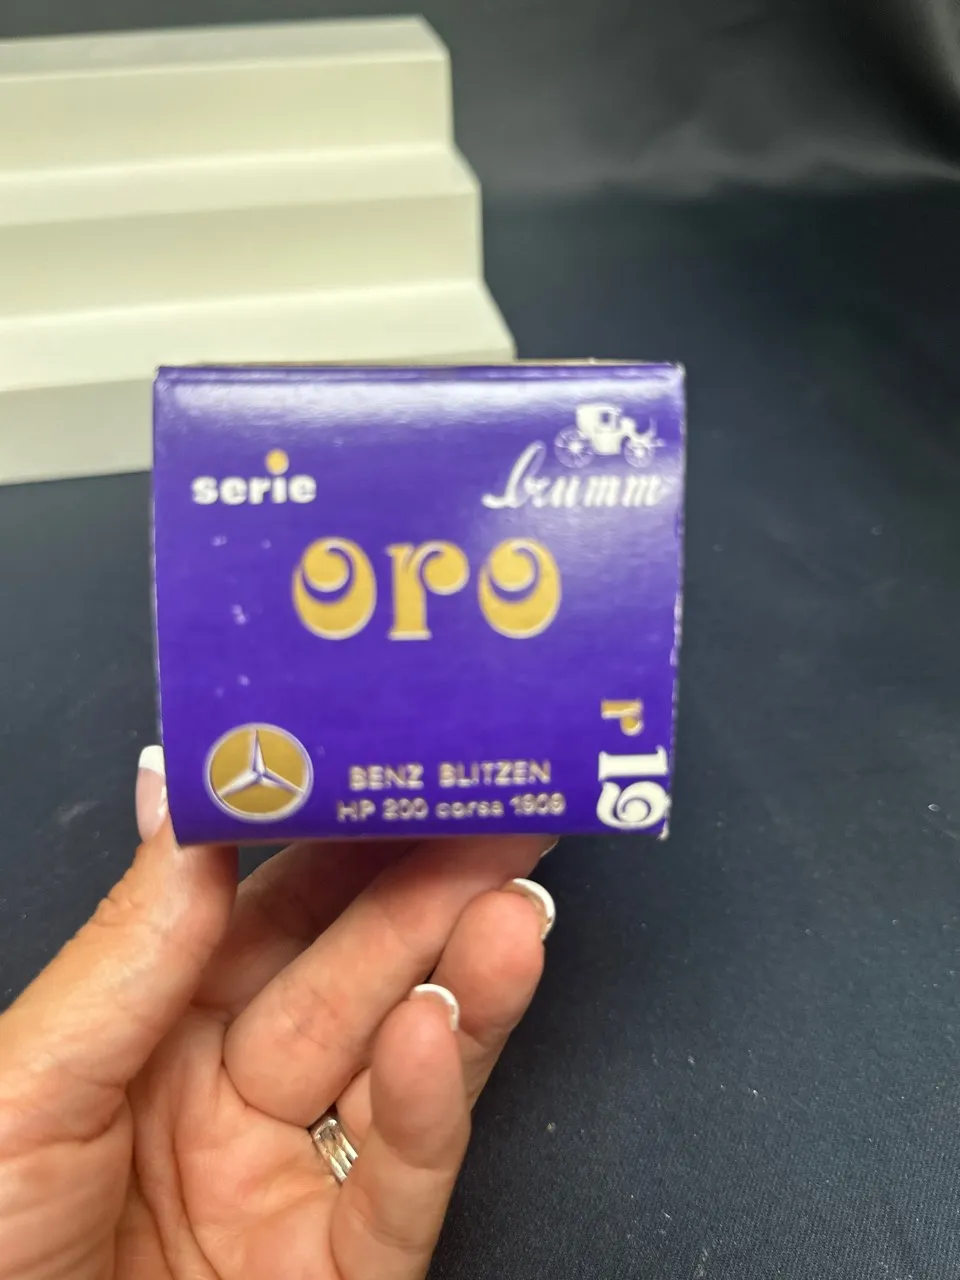 serie
brumm
oro
r19
BENZ BLITZEN
HP 200 corsa 1909